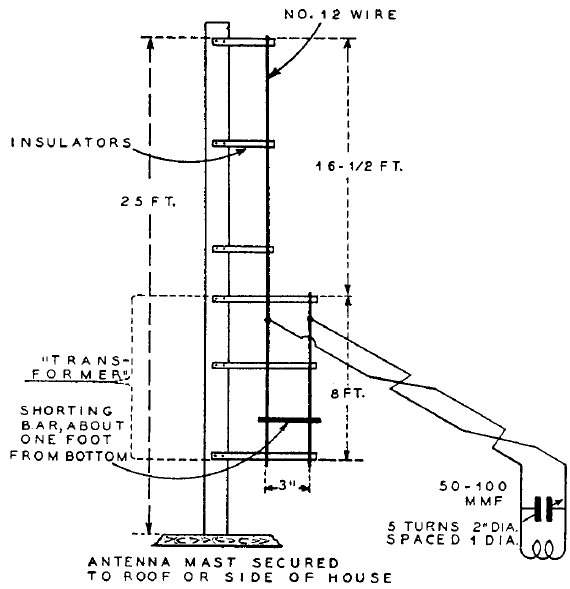 NO. 12 WIRE
INSULATORS
16-1/2 FT.
25 FT.
"TRANS-
FORMER"
8 FT.
SHORTING
BAR, ABOUT
ONE FOOT
FROM BOTTOM
3"
50-100
MMF
5 TURNS 2" DIA.
SPACED 1 DIA.
ANTENNA MAST SECURED
TO ROOF OR SIDE OF HOUSE